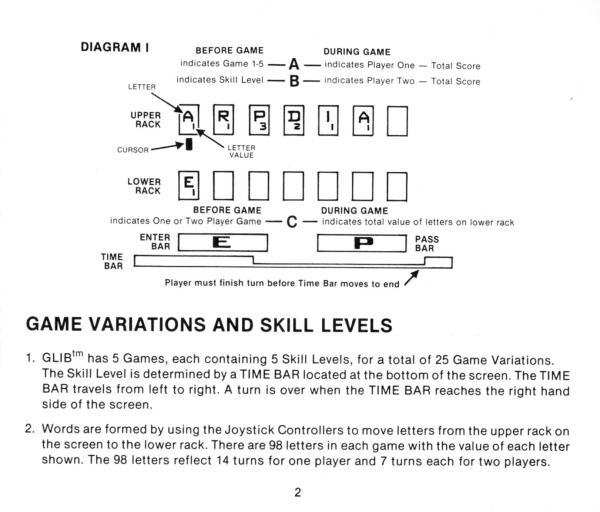 DIAGRAM I
BEFORE GAME DURING GAME
indicates Game 1-5 — A — indicates Player One — Total Score
indicates Skill Level — B — indicates Player Two — Total Score
LETTER
UPPER RACK A 1 R 1 P 3 D 2 I 1 A 1
CURSOR LETTER VALUE
LOWER RACK E 1
BEFORE GAME DURING GAME
indicates One or Two Player Game — C — indicates total value of letters on lower rack
ENTER BAR E P PASS BAR
TIME BAR
Player must finish turn before Time Bar moves to end
GAME VARIATIONS AND SKILL LEVELS
1. GLIBtm has 5 Games, each containing 5 Skill Levels, for a total of 25 Game Variations.
The Skill Level is determined by a TIME BAR located at the bottom of the screen. The TIME
BAR travels from left to right. A turn is over when the TIME BAR reaches the right hand
side of the screen.
2. Words are formed by using the Joystick Controllers to move letters from the upper rack on
the screen to the lower rack. There are 98 letters in each game with the value of each letter
shown. The 98 letters reflect 14 turns for one player and 7 turns each for two players.
2